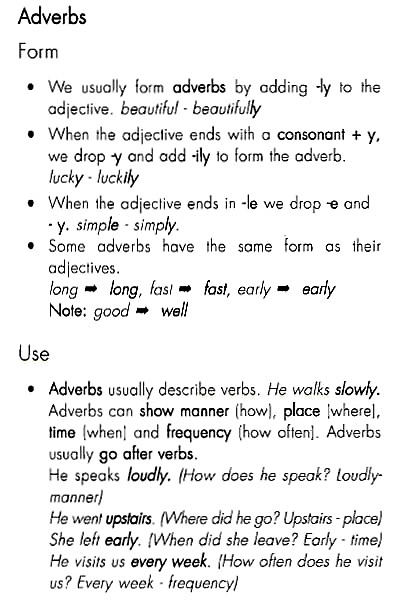 Adverbs
Form
• We usually form adverbs by adding -ly to the
adjective. beautiful - beautifully
• When the adjective ends with a consonant + y,
we drop -y and add -ily to form the adverb.
lucky - luckily
• When the adjective ends in -le we drop -e and
- y. simple - simply.
• Some adverbs have the same form as their
adjectives.
long ➡ long, fast ➡ fast, early ➡ early
Note: good ➡ well
Use
• Adverbs usually describe verbs. He walks slowly.
Adverbs can show manner (how), place (where),
time (when) and frequency (how often). Adverbs
usually go after verbs.
He speaks loudly. (How does he speak? Loudly-
manner)
He went upstairs. (Where did he go? Upstairs - place)
She left early. (When did she leave? Early - time)
He visits us every week. (How often does he visit
us? Every week - frequency)